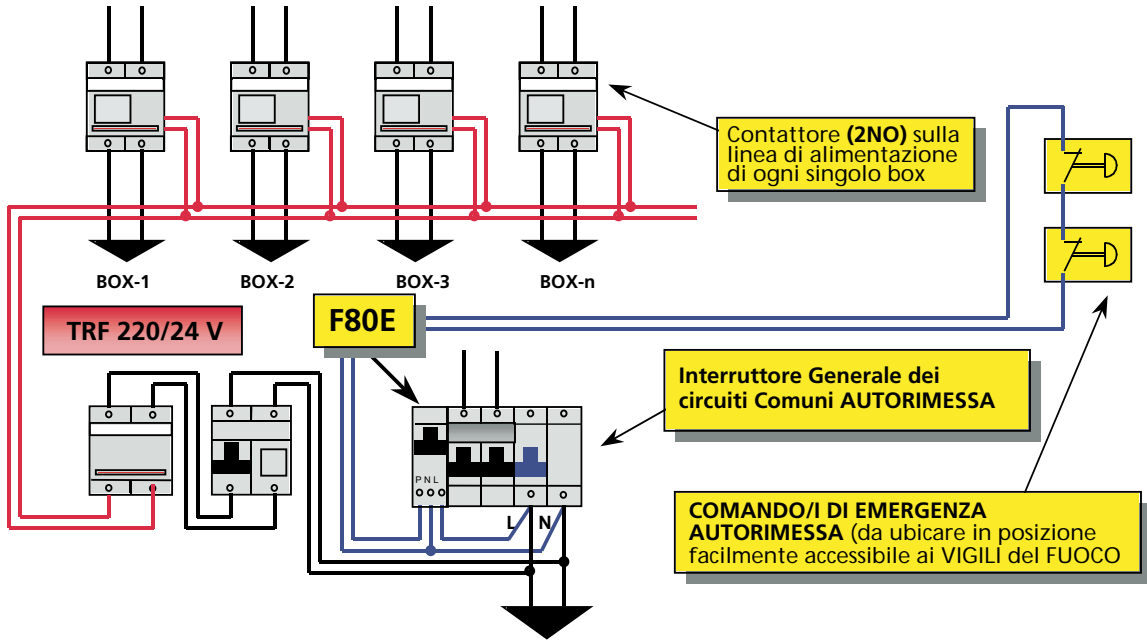 Contattore (2NO) sulla
linea di alimentazione
di ogni singolo box
BOX-1
BOX-2
BOX-3
BOX-n
TRF 220/24 V
F80E
Interruttore Generale dei
circuiti Comuni AUTORIMESSA
P N L
L
N
COMANDO/I DI EMERGENZA
AUTORIMESSA (da ubicare in posizione
facilmente accessibile ai VIGILI del FUOCO